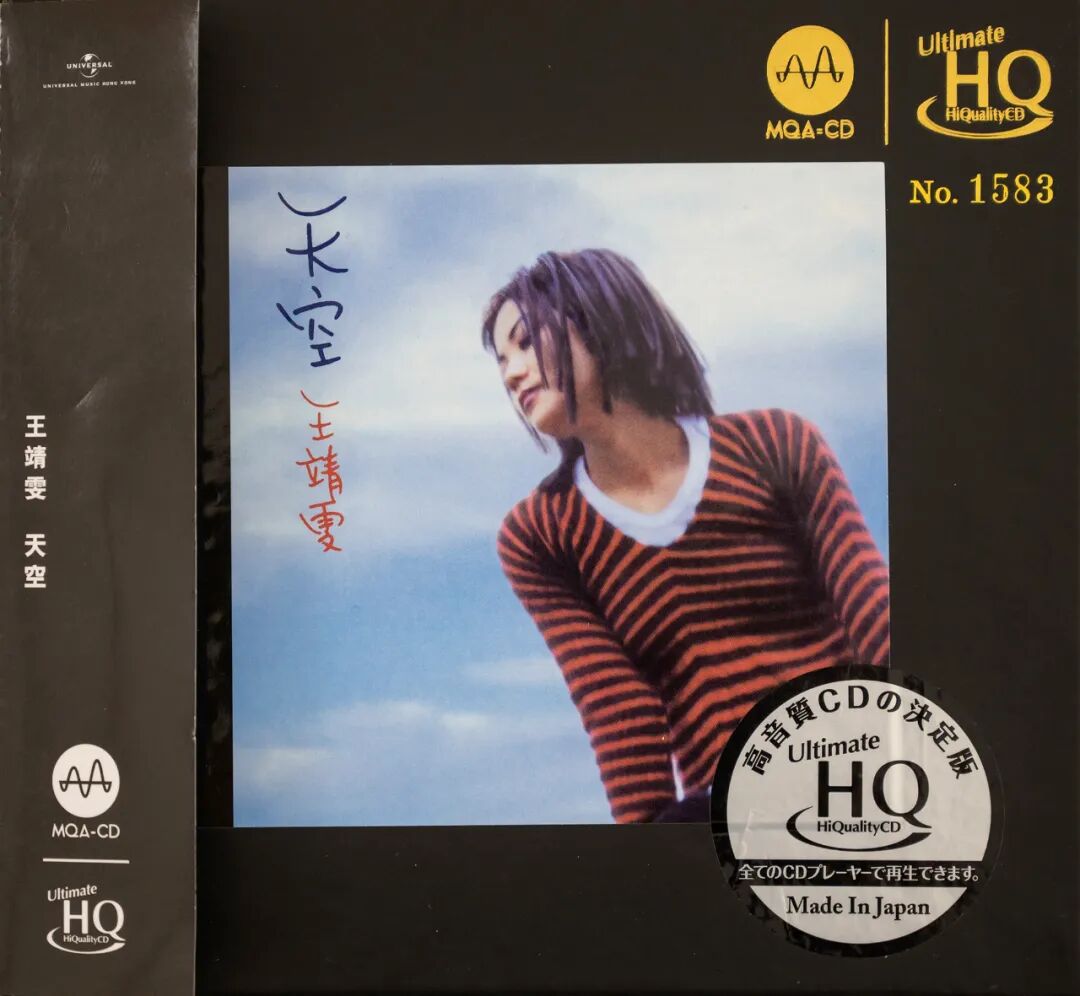 UNIVERSAL
UNIVERSAL MUSIC HONG KONG
王靖雯 天空
MQA-CD
Ultimate
HQ
HiQualityCD
MQA=CD
Ultimate
HQ
HiQualityCD
No. 1583
天空
王靖雯
高音質CDの決定版
Ultimate
HQ
HiQualityCD
全てのCDプレーヤーで再生できます。
Made In Japan